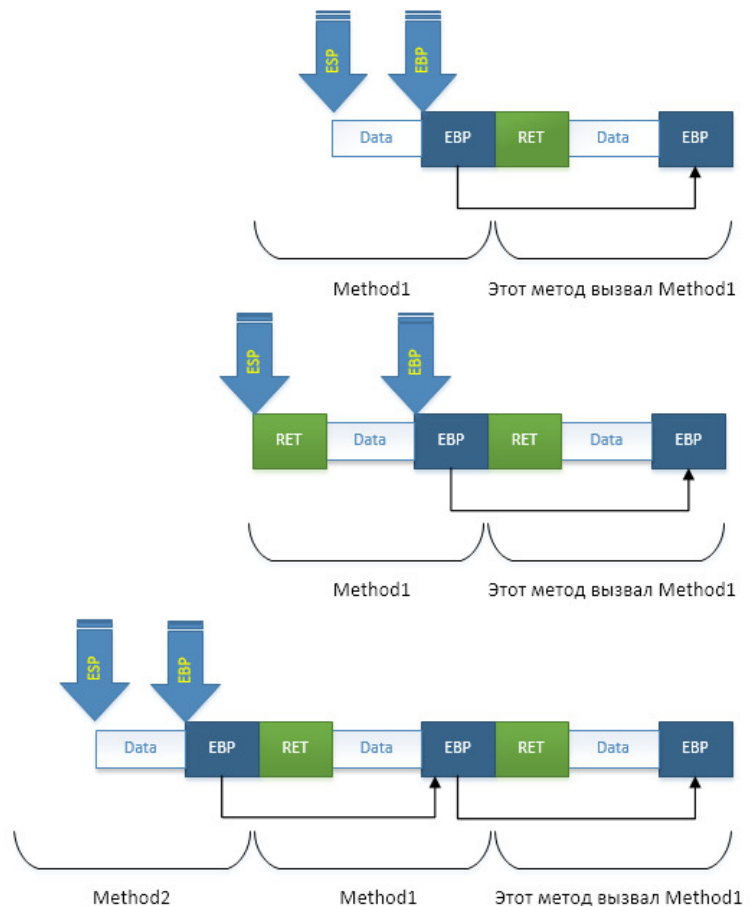 ESP EBP
Data EBP RET Data EBP
Method1 Этот метод вызвал Method1
ESP EBP
RET Data EBP RET Data EBP
Method1 Этот метод вызвал Method1
ESP EBP
Data EBP RET Data EBP RET Data EBP
Method2 Method1 Этот метод вызвал Method1